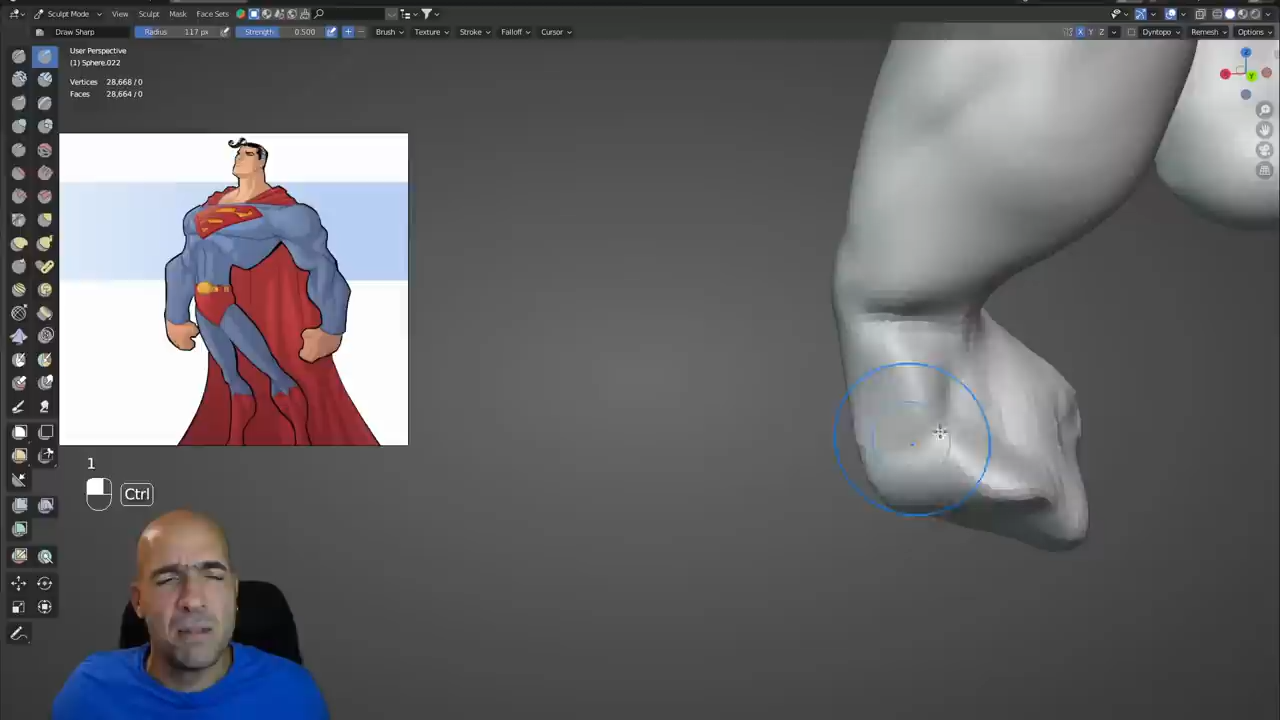 Sculpt Mode View Sculpt Mask Face Sets
Draw Sharp Radius 117 px Strength 0.500 Brush Texture Stroke Falloff Cursor X Y Z Dyntopo Remesh Options
User Perspective
(1) Sphere.022
Vertices 28,668 / 0
Faces 28,664 / 0
Z
X
Y
1
Ctrl